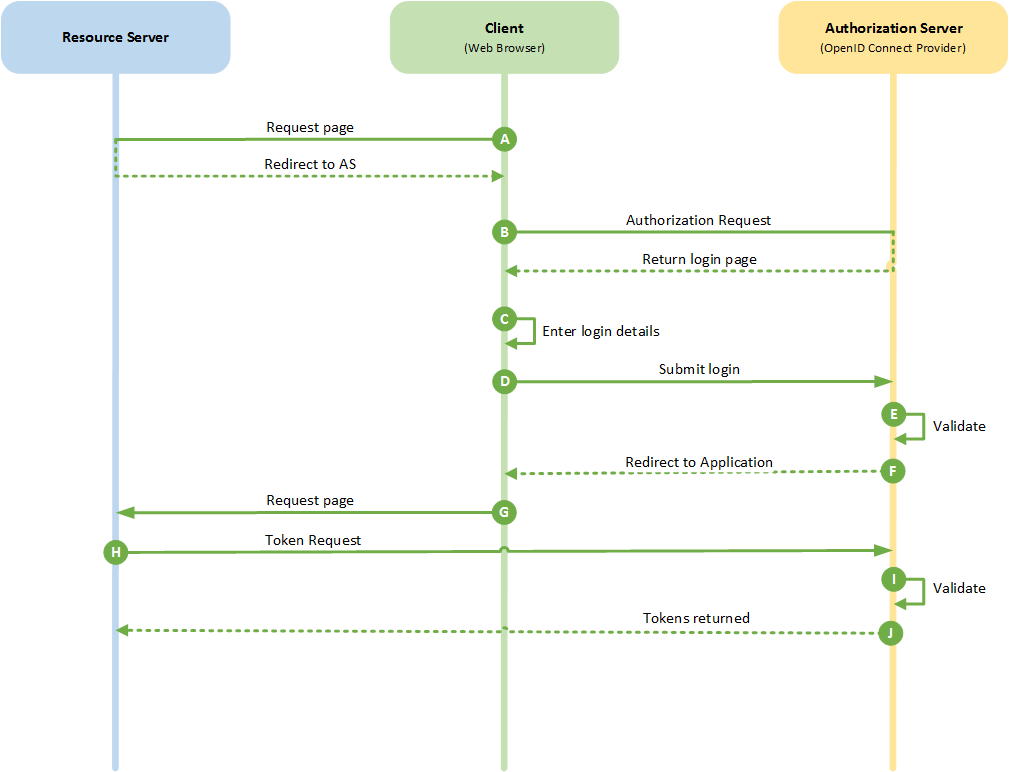 Resource Server
Client
(Web Browser)
Authorization Server
(OpenID Connect Provider)
Request page
A
Redirect to AS
Authorization Request
B
Return login page
C
Enter login details
Submit login
D
E
Validate
Redirect to Application
F
Request page
G
Token Request
H
I
Validate
Tokens returned
J